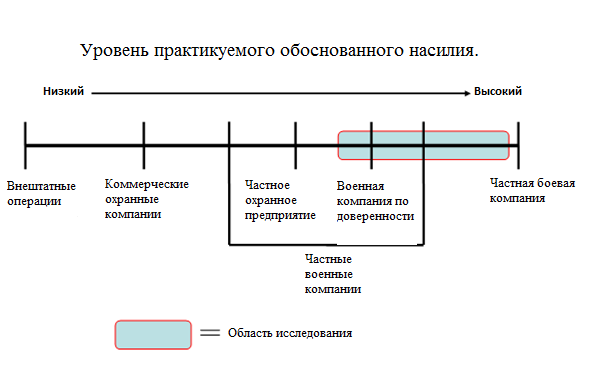 Уровень практикуемого обоснованного насилия.
Низкий
Высокий
Внештатные
операции
Коммерческие
охранные
компании
Частное
охранное
предприятие
Военная
компания по
доверенности
Частная боевая
компания
Частные
военные
компании
Область исследования